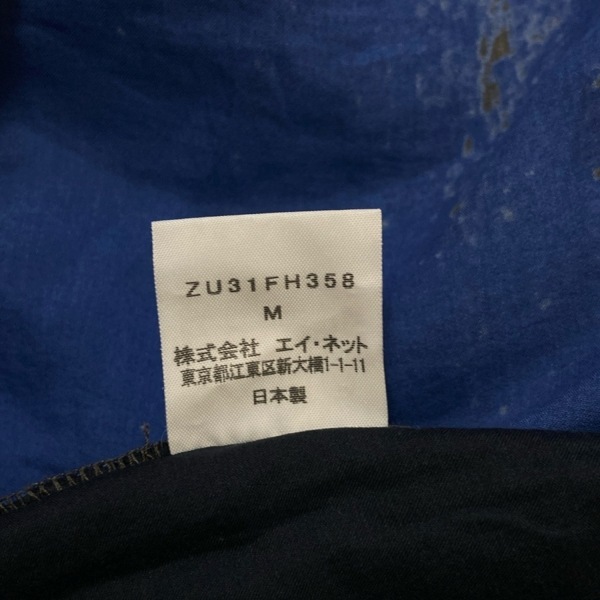 ZU31FH358
M
株式会社 エイ・ネット
東京都江東区新大橋1-1-11
日本製